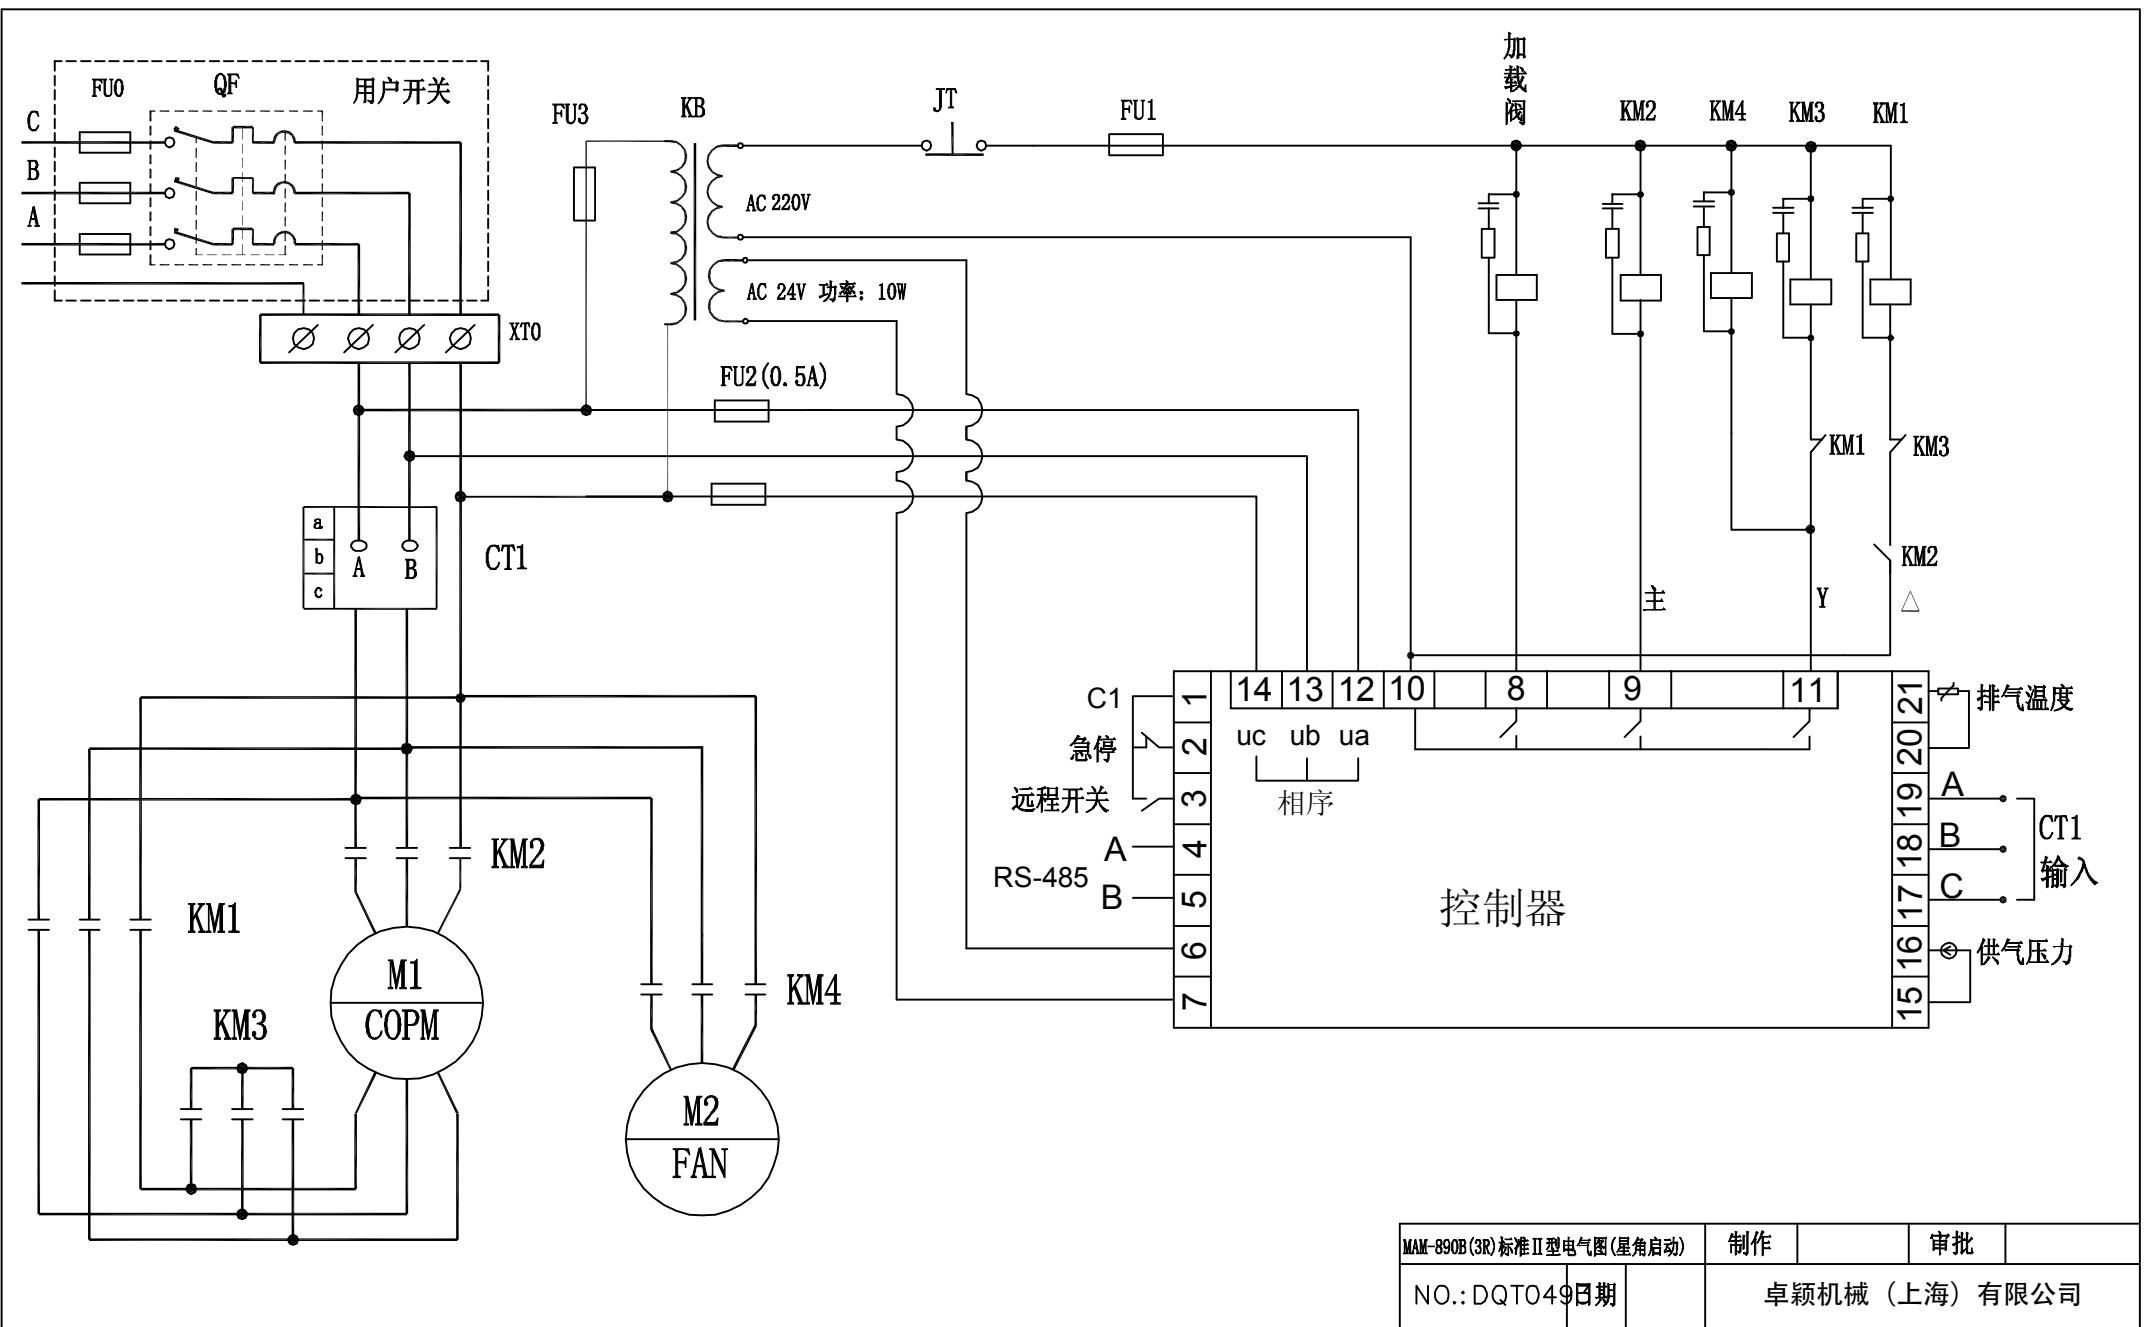 FU0
QF
用户开关
C
B
A
XT0
FU3
KB
JT
FU1
AC 220V
AC 24V 功率: 10W
FU2(0.5A)
加载阀
KM2
KM4
KM3
KM1
KM1
KM3
KM2
主
Y
△
a
b
c
A
B
CT1
KM2
KM1
KM3
KM4
M1
COPM
M2
FAN
C1
急停
远程开关
RS-485
A
B
1
2
3
4
5
6
7
14
13
12
10
8
9
11
uc
ub
ua
相序
控制器
21
20
19
18
17
16
15
排气温度
A
B
C
CT1
输入
供气压力
MAM-890B(3R)标准Ⅱ型电气图(星角启动)
制作
审批
NO.:DQT049
日期
卓颖机械（上海）有限公司